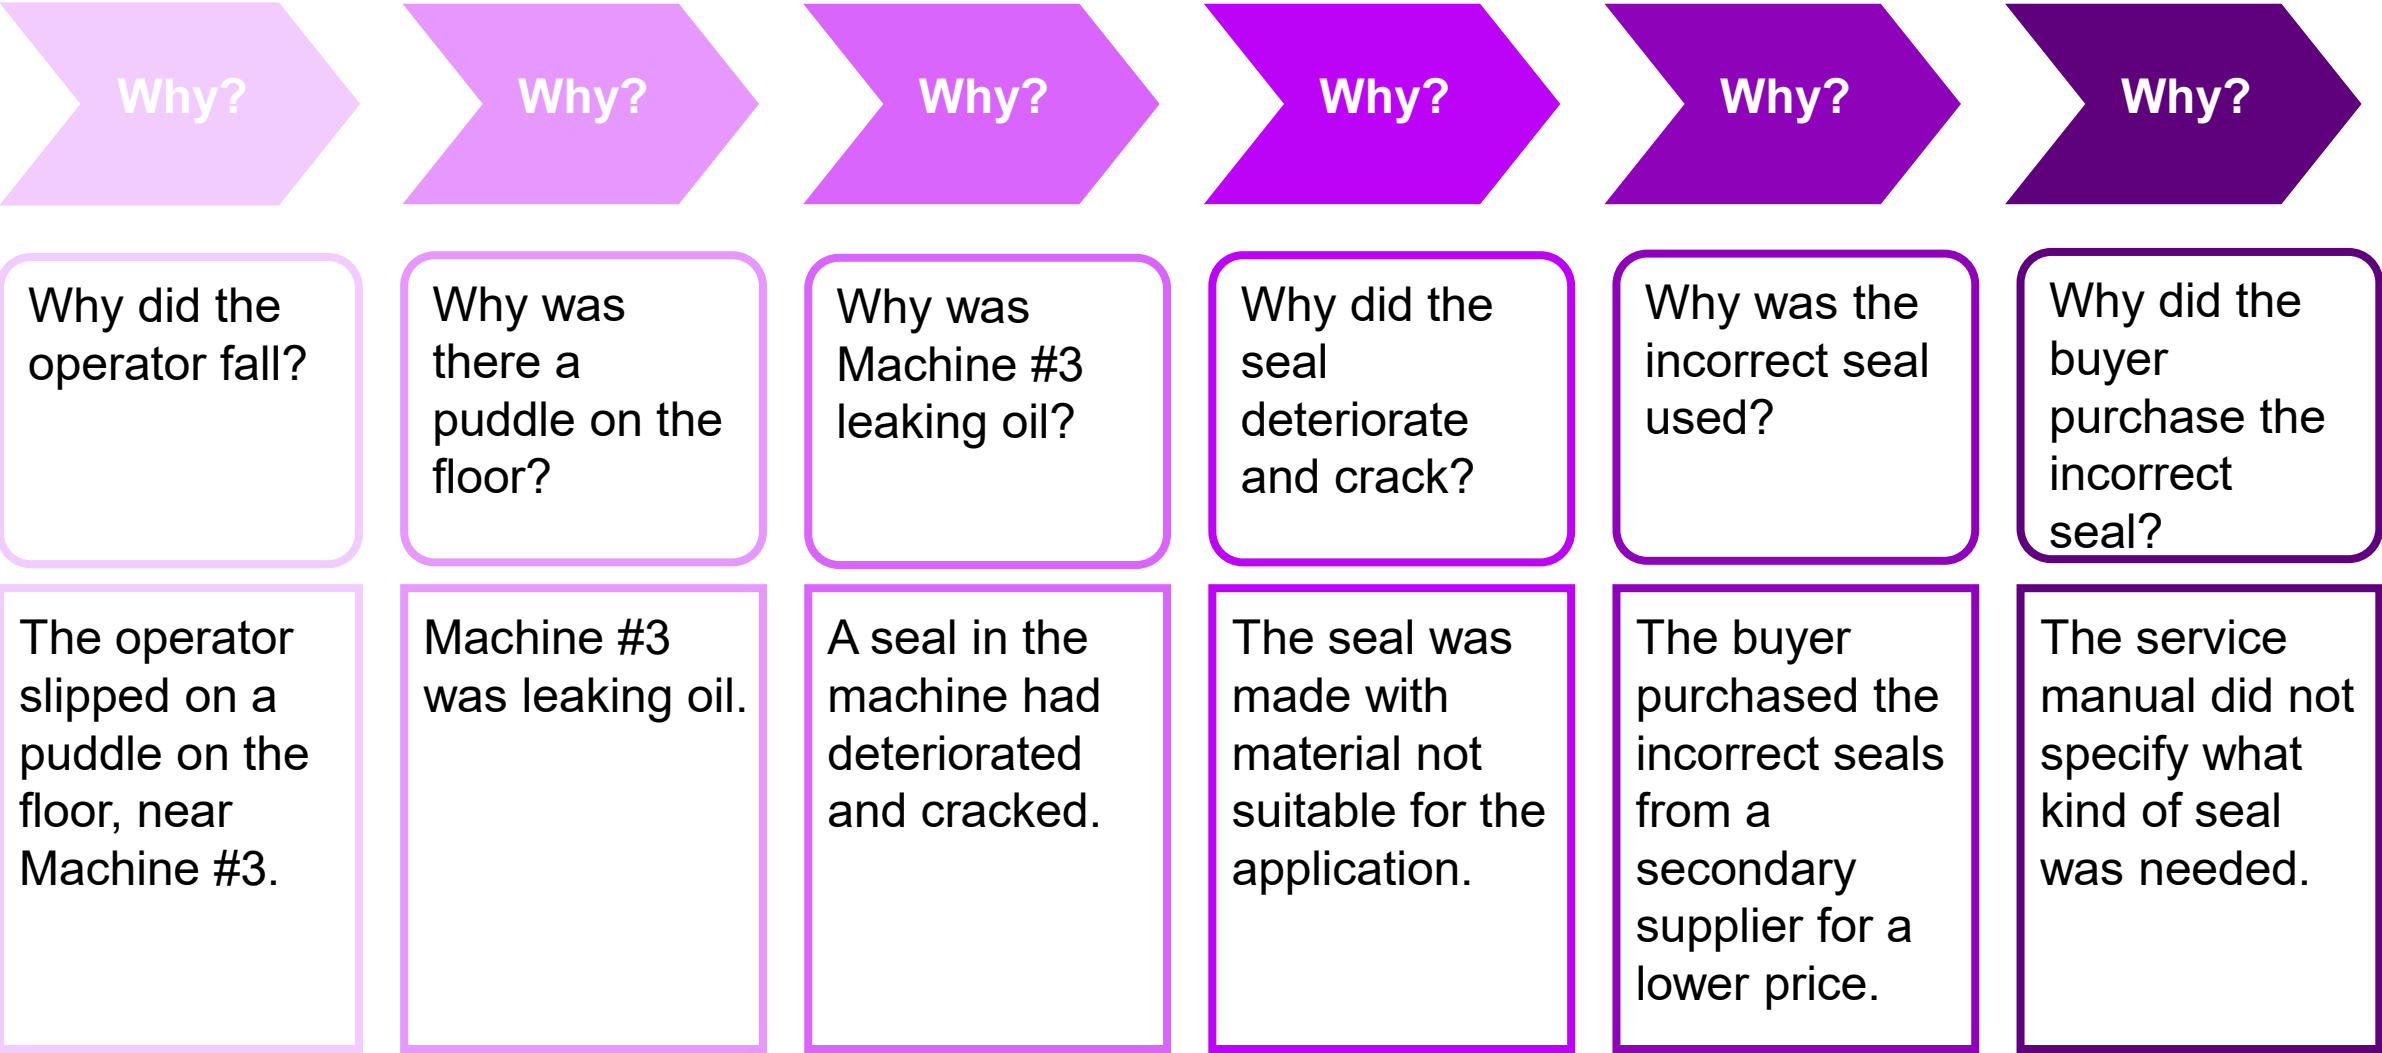 Why?
Why?
Why?
Why?
Why?
Why?
Why did the
operator fall?
Why was
there a
puddle on the
floor?
Why was
Machine #3
leaking oil?
Why did the
seal
deteriorate
and crack?
Why was the
incorrect seal
used?
Why did the
buyer
purchase the
incorrect
seal?
The operator
slipped on a
puddle on the
floor, near
Machine #3.
Machine #3
was leaking oil.
A seal in the
machine had
deteriorated
and cracked.
The seal was
made with
material not
suitable for the
application.
The buyer
purchased the
incorrect seals
from a
secondary
supplier for a
lower price.
The service
manual did not
specify what
kind of seal
was needed.